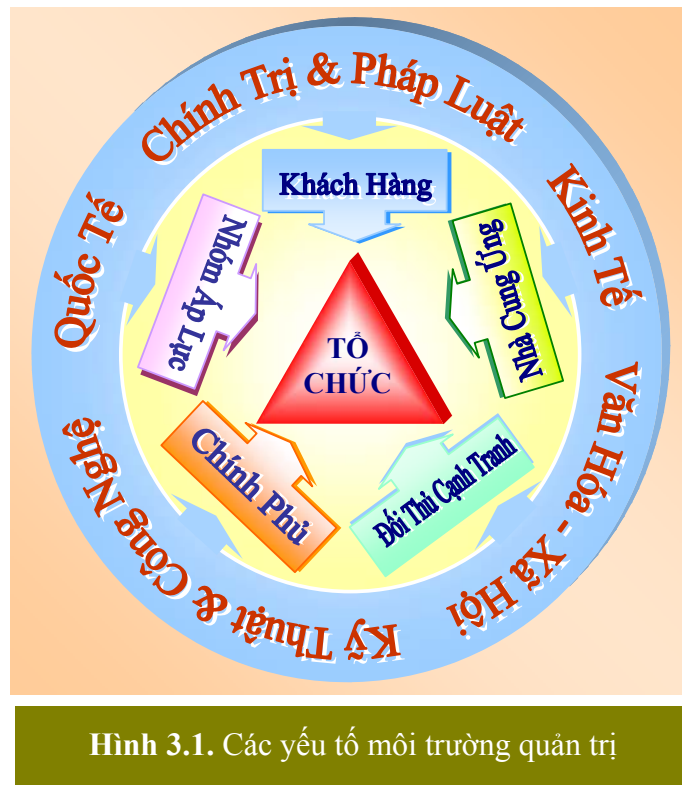 Chính Trị & Pháp Luật
Kinh Tế
Văn Hóa - Xã Hội
Kỹ Thuật & Công Nghệ
Quốc Tế
Khách Hàng
Nhà Cung Ứng
Đối Thủ Cạnh Tranh
Chính Phủ
Nhóm Áp Lực
TỔ
CHỨC
Hình 3.1. Các yếu tố môi trường quản trị